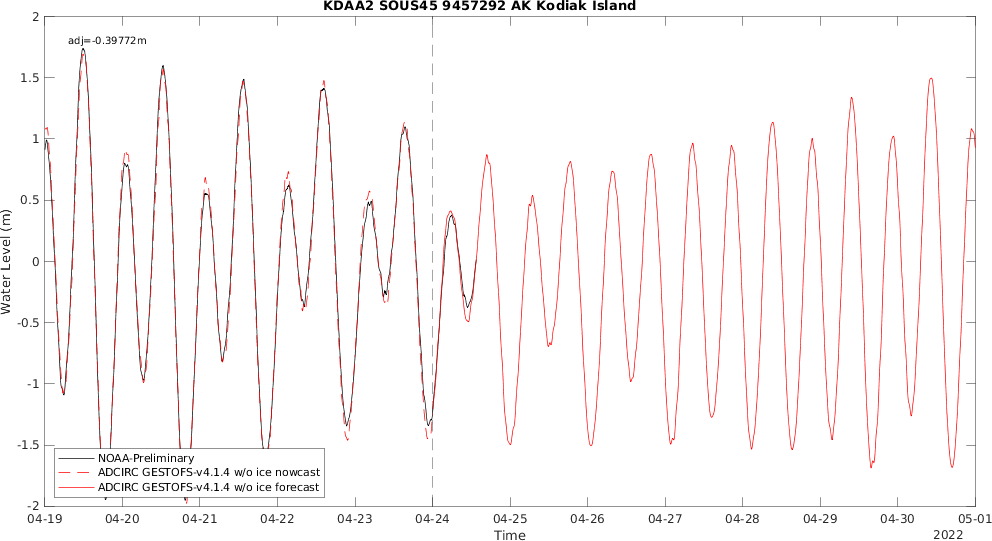 KDAA2 SOUS45 9457292 AK Kodiak Island
adj=-0.39772m
2
1.5
1
0.5
0
-0.5
-1
-1.5
-2
Water Level (m)
NOAA-Preliminary
ADCIRC GESTOFS-v4.1.4 w/o ice nowcast
ADCIRC GESTOFS-v4.1.4 w/o ice forecast
04-19 04-20 04-21 04-22 04-23 04-24 04-25 04-26 04-27 04-28 04-29 04-30 05-01
Time
2022